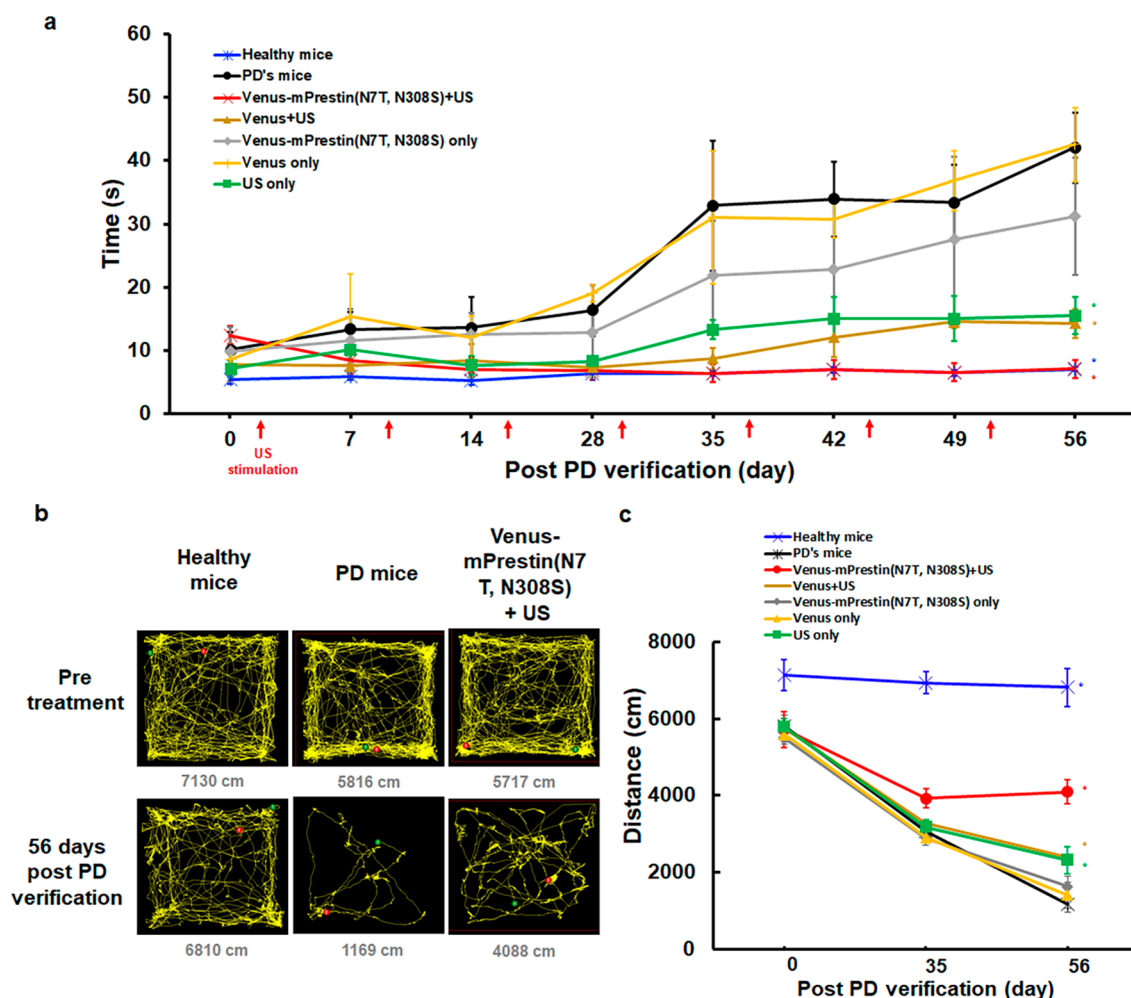 a
60
50
40
30
20
10
0
Time (s)
Healthy mice
PD's mice
Venus-mPrestin(N7T, N308S)+US
Venus+US
Venus-mPrestin(N7T, N308S) only
Venus only
US only
*
*
*
*
0 7 14 28 35 42 49 56
US
stimulation
Post PD verification (day)
b
Healthy
mice
PD mice
Venus-
mPrestin(N7
T, N308S)
+ US
Pre
treatment
7130 cm
5816 cm
5717 cm
56 days
post PD
verification
6810 cm
1169 cm
4088 cm
c
Healthy mice
PD's mice
Venus-mPrestin(N7T, N308S)+US
Venus+US
Venus-mPrestin(N7T, N308S) only
Venus only
US only
8000
6000
4000
2000
0
Distance (cm)
*
*
*
*
0 35 56
Post PD verification (day)